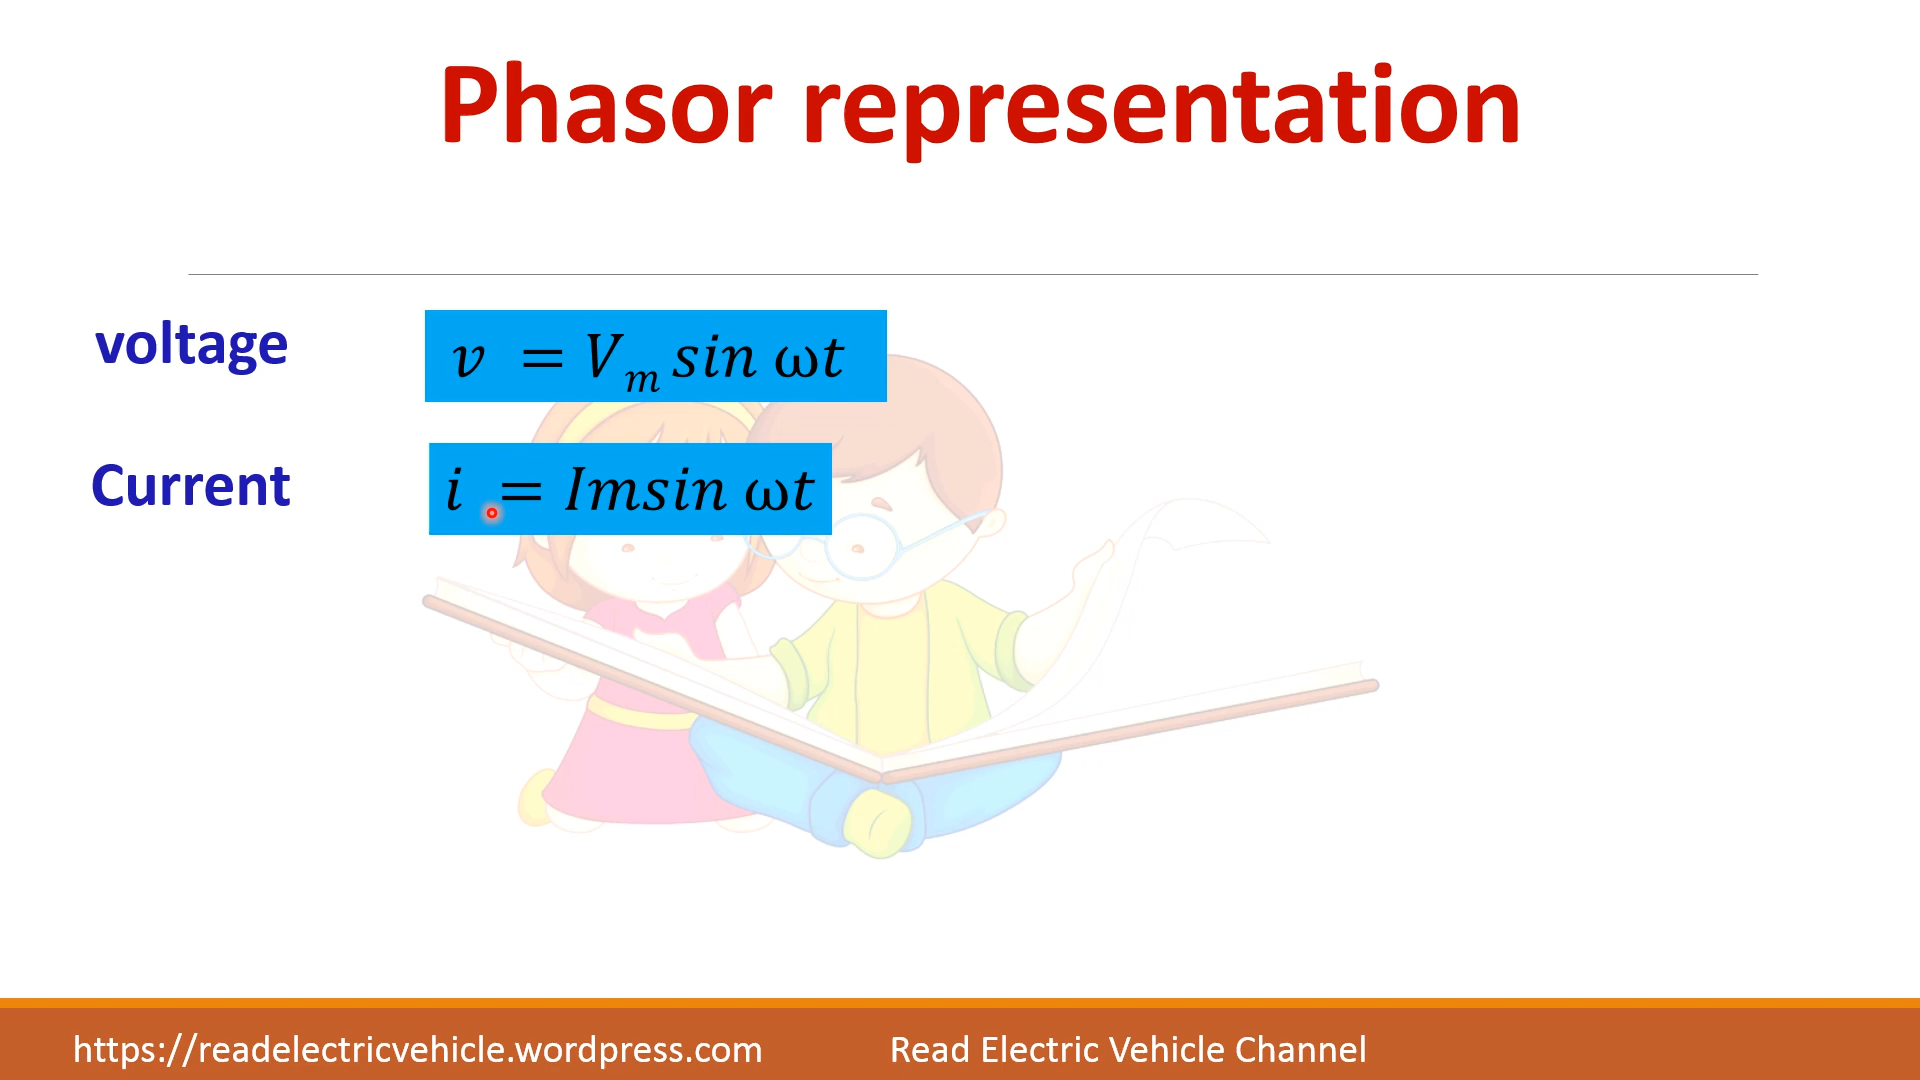 Phasor representation
voltage v = Vₘ sin ωt
Current i = Imsin ωt
https://readelectricvehicle.wordpress.com Read Electric Vehicle Channel